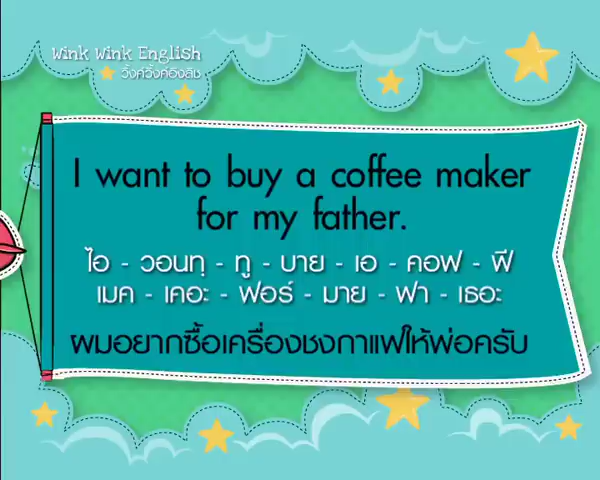 Wink Wink English
วิ้งค์วิ้งค์อิงลิช
I want to buy a coffee maker
for my father.
ไอ - วอนทฺ - ทู - บาย - เอ - คอฟ - ฟี
เมค - เคอะ - ฟอร์ - มาย - ฟา - เธอะ
ผมอยากซื้อเครื่องชงกาแฟให้พ่อครับ